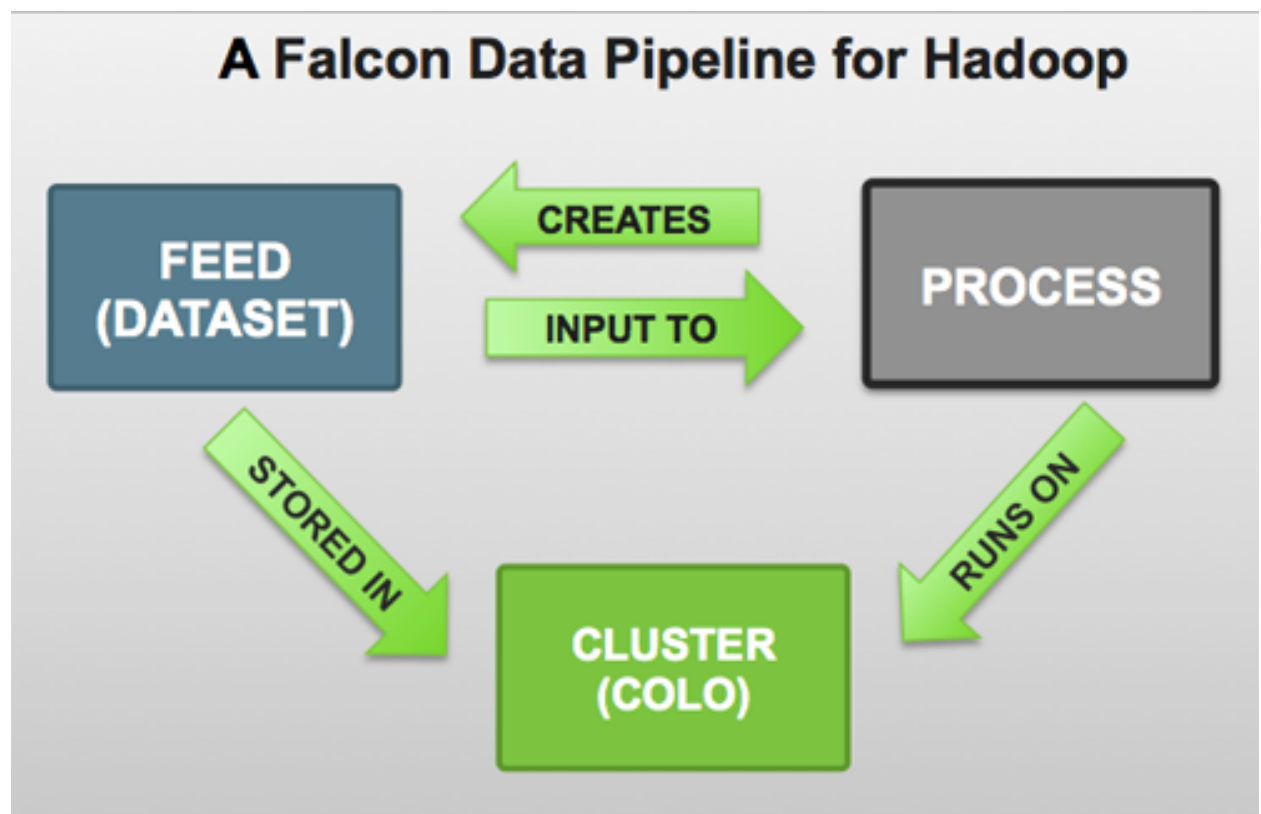 A Falcon Data Pipeline for Hadoop
CREATES
FEED
(DATASET)
PROCESS
INPUT TO
STORED IN
RUNS ON
CLUSTER
(COLO)